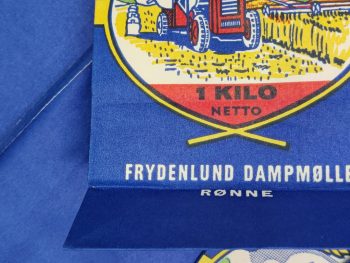 1 KILO
NETTO
FRYDENLUND DAMPMØLLE
RØNNE